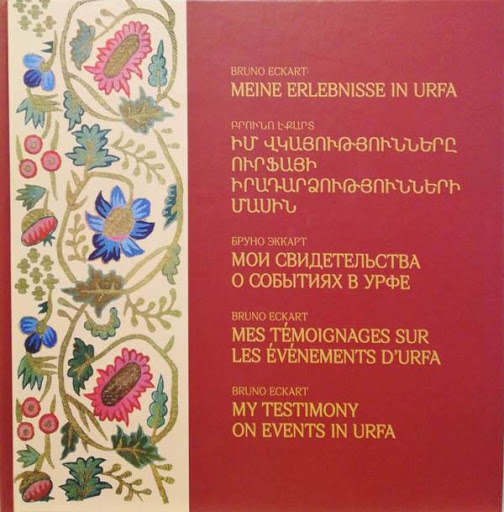 BRUNO ECKART:
MEINE ERLEBNISSE IN URFA
ԲՐՈՒՆՈ ԷՔԱՐՏ
ԻՄ ՎԿԱՅՈՒԹՅՈՒՆՆԵՐԸ
ՈՒՐՖԱՅԻ
ԻՐԱԴԱՐՁՈՒԹՅՈՒՆՆԵՐԻ
ՄԱՍԻՆ
БРУНО ЭККАРТ
МОИ СВИДЕТЕЛЬСТВА
О СОБЫТИЯХ В УРФЕ
BRUNO ECKART
MES TÉMOIGNAGES SUR
LES ÉVÉNEMENTS D'URFA
BRUNO ECKART
MY TESTIMONY
ON EVENTS IN URFA